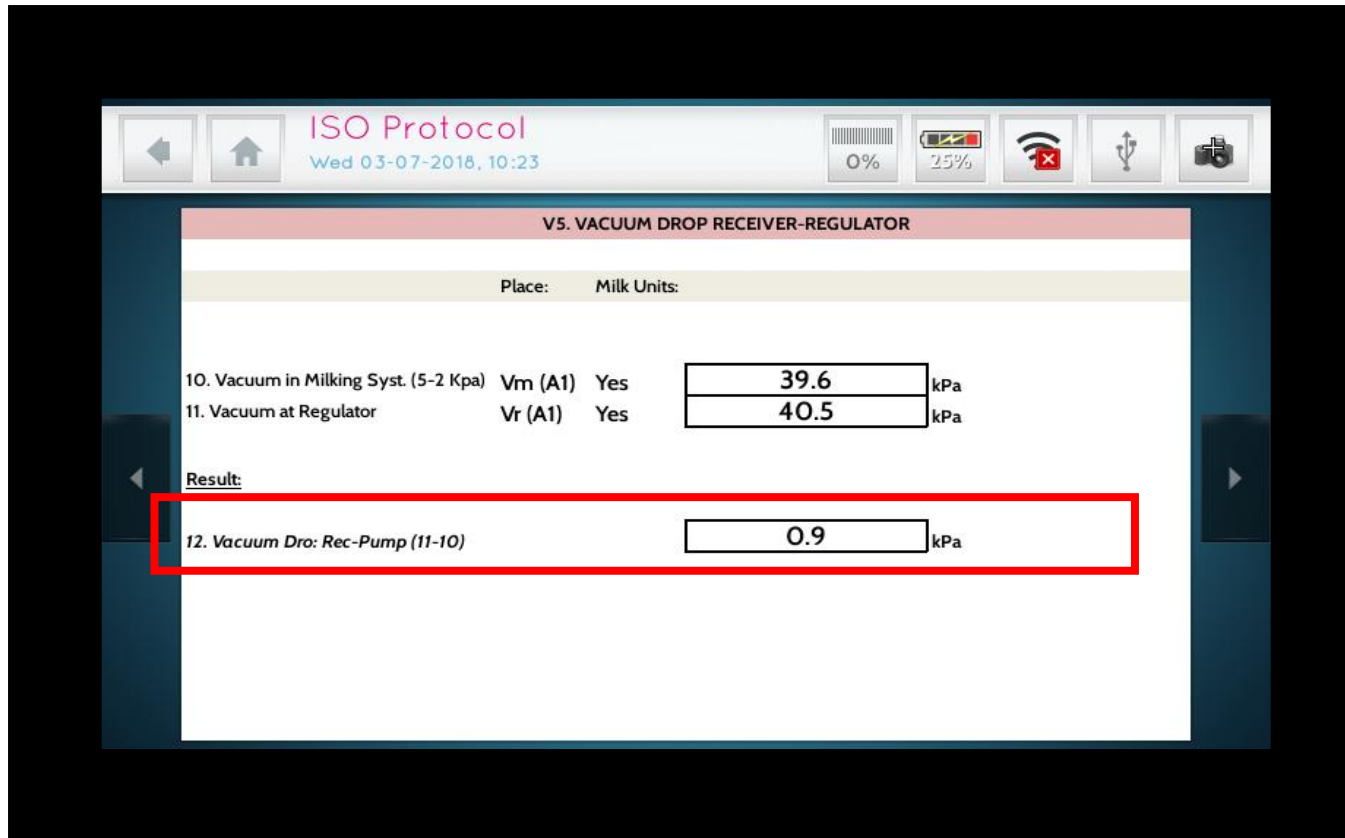 ISO Protocol
Wed 03-07-2018, 10:23
0%
25%
V5. VACUUM DROP RECEIVER-REGULATOR
Place: Milk Units:
10. Vacuum in Milking Syst. (5-2 Kpa) Vm (A1) Yes 39.6 kPa
11. Vacuum at Regulator Vr (A1) Yes 40.5 kPa
Result:
12. Vacuum Dro: Rec-Pump (11-10) 0.9 kPa